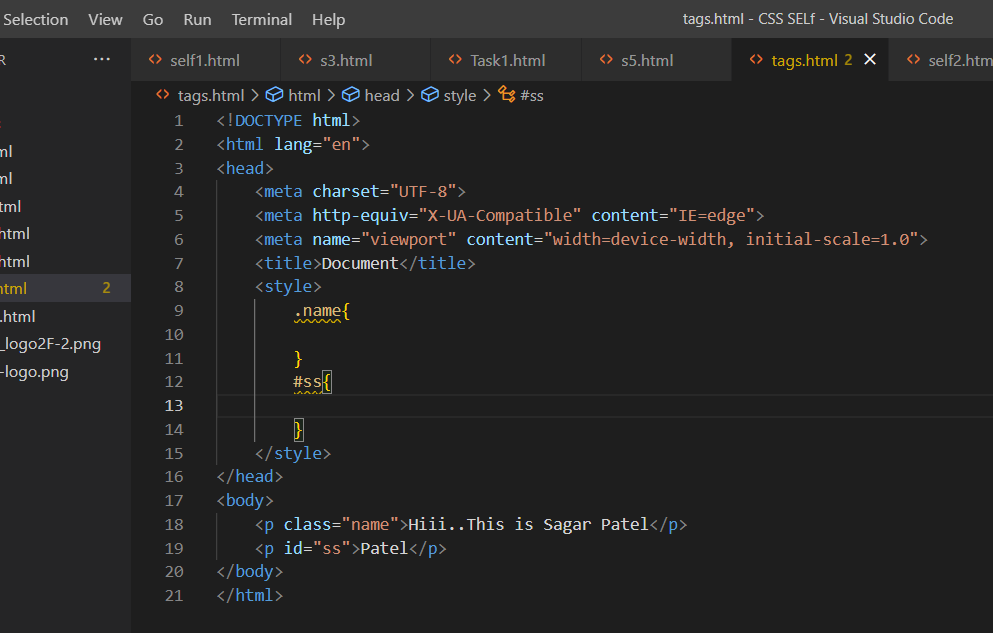 Selection View Go Run Terminal Help tags.html - CSS SELf - Visual Studio Code
R ... self1.html s3.html Task1.html s5.html tags.html 2 self2.htm
tags.html > html > head > style > #ss
1 <!DOCTYPE html>
2 <html lang="en">
3 <head>
4 <meta charset="UTF-8">
5 <meta http-equiv="X-UA-Compatible" content="IE=edge">
6 <meta name="viewport" content="width=device-width, initial-scale=1.0">
7 <title>Document</title>
8 <style>
9 .name{
10
11 }
12 #ss{
13
14 }
15 </style>
16 </head>
17 <body>
18 <p class="name">Hiii..This is Sagar Patel</p>
19 <p id="ss">Patel</p>
20 </body>
21 </html>
ml
ml
tml
html
html
html 2
.html
_logo2F-2.png
-logo.png